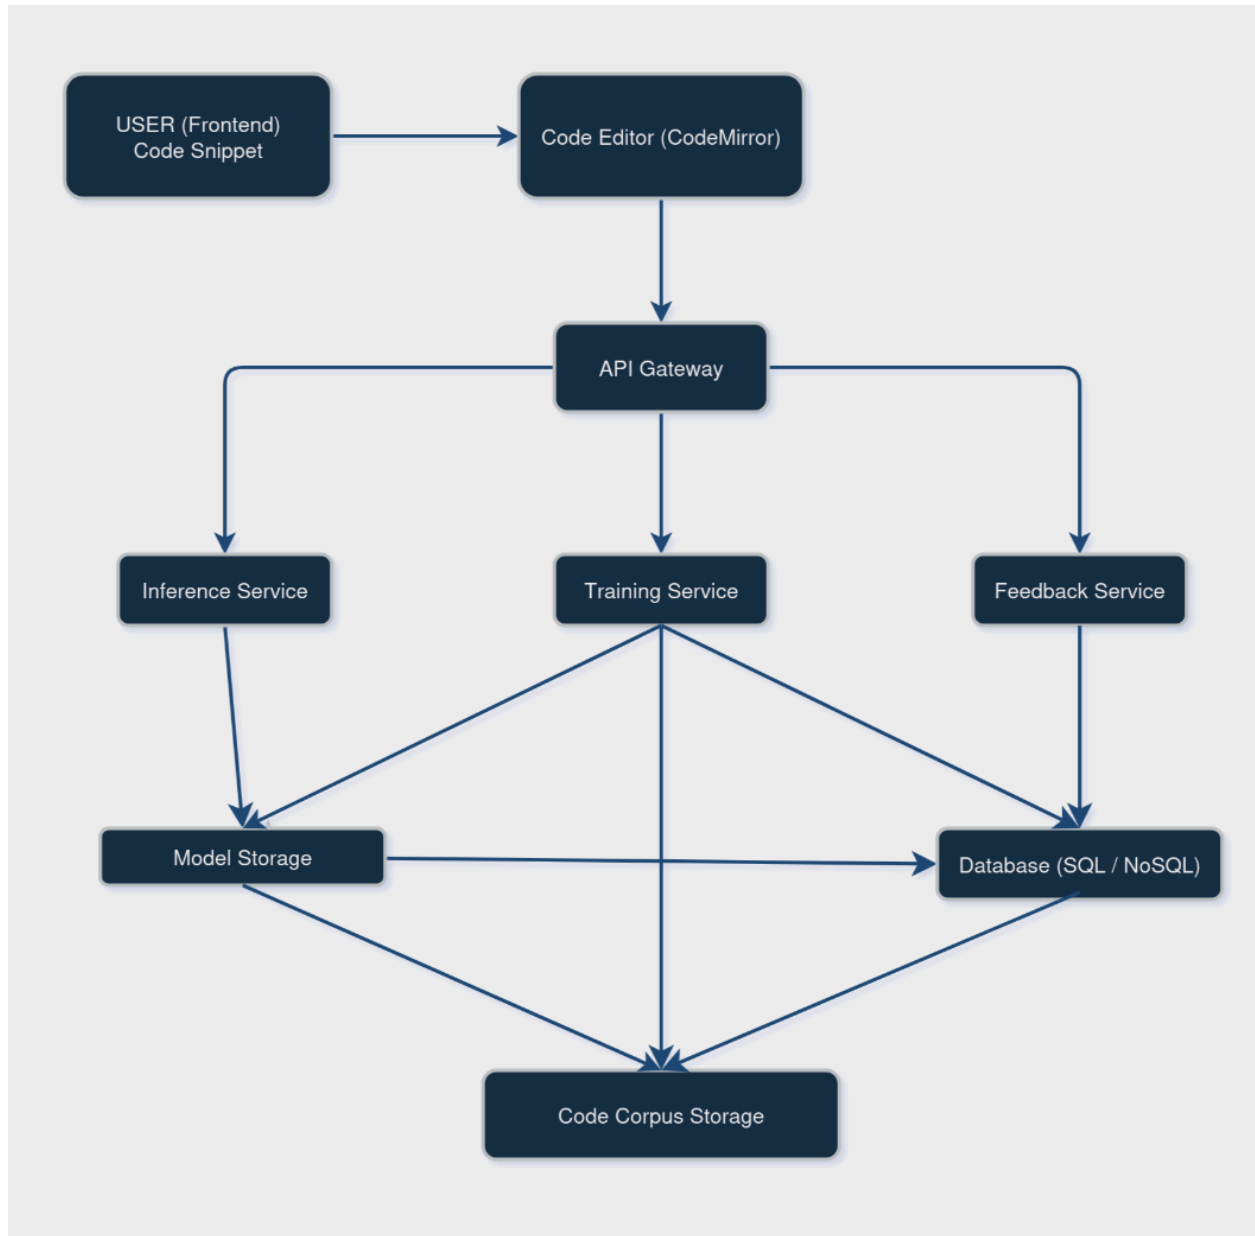 USER (Frontend)
Code Snippet
Code Editor (CodeMirror)
API Gateway
Inference Service
Training Service
Feedback Service
Model Storage
Database (SQL / NoSQL)
Code Corpus Storage